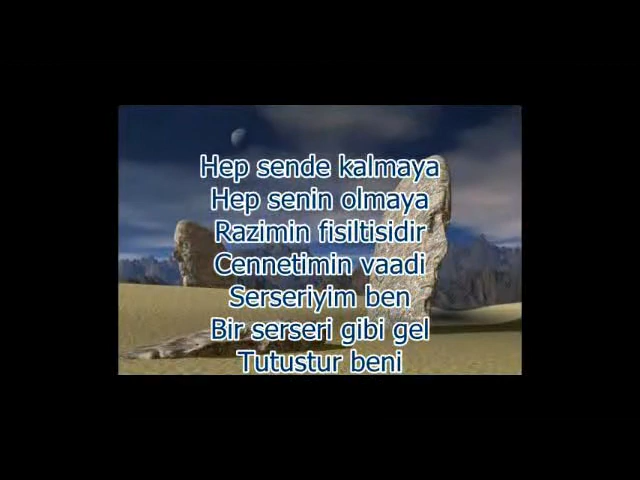 Hep sende kalmaya
Hep senin olmaya
Razimin fisiltisidir
Cennetimin vaadi
Serseriyim ben
Bir serseri gibi gel
Tutustur beni